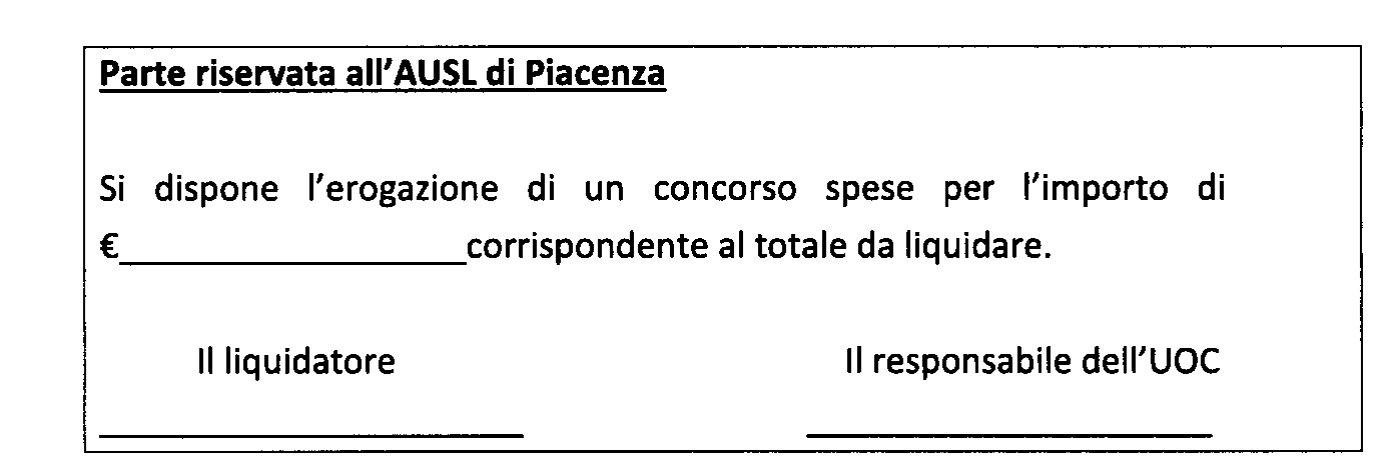 Parte riservata all'AUSL di Piacenza
Si dispone l'erogazione di un concorso spese per l'importo di
€___________________corrispondente al totale da liquidare.
Il liquidatore Il responsabile dell'UOC